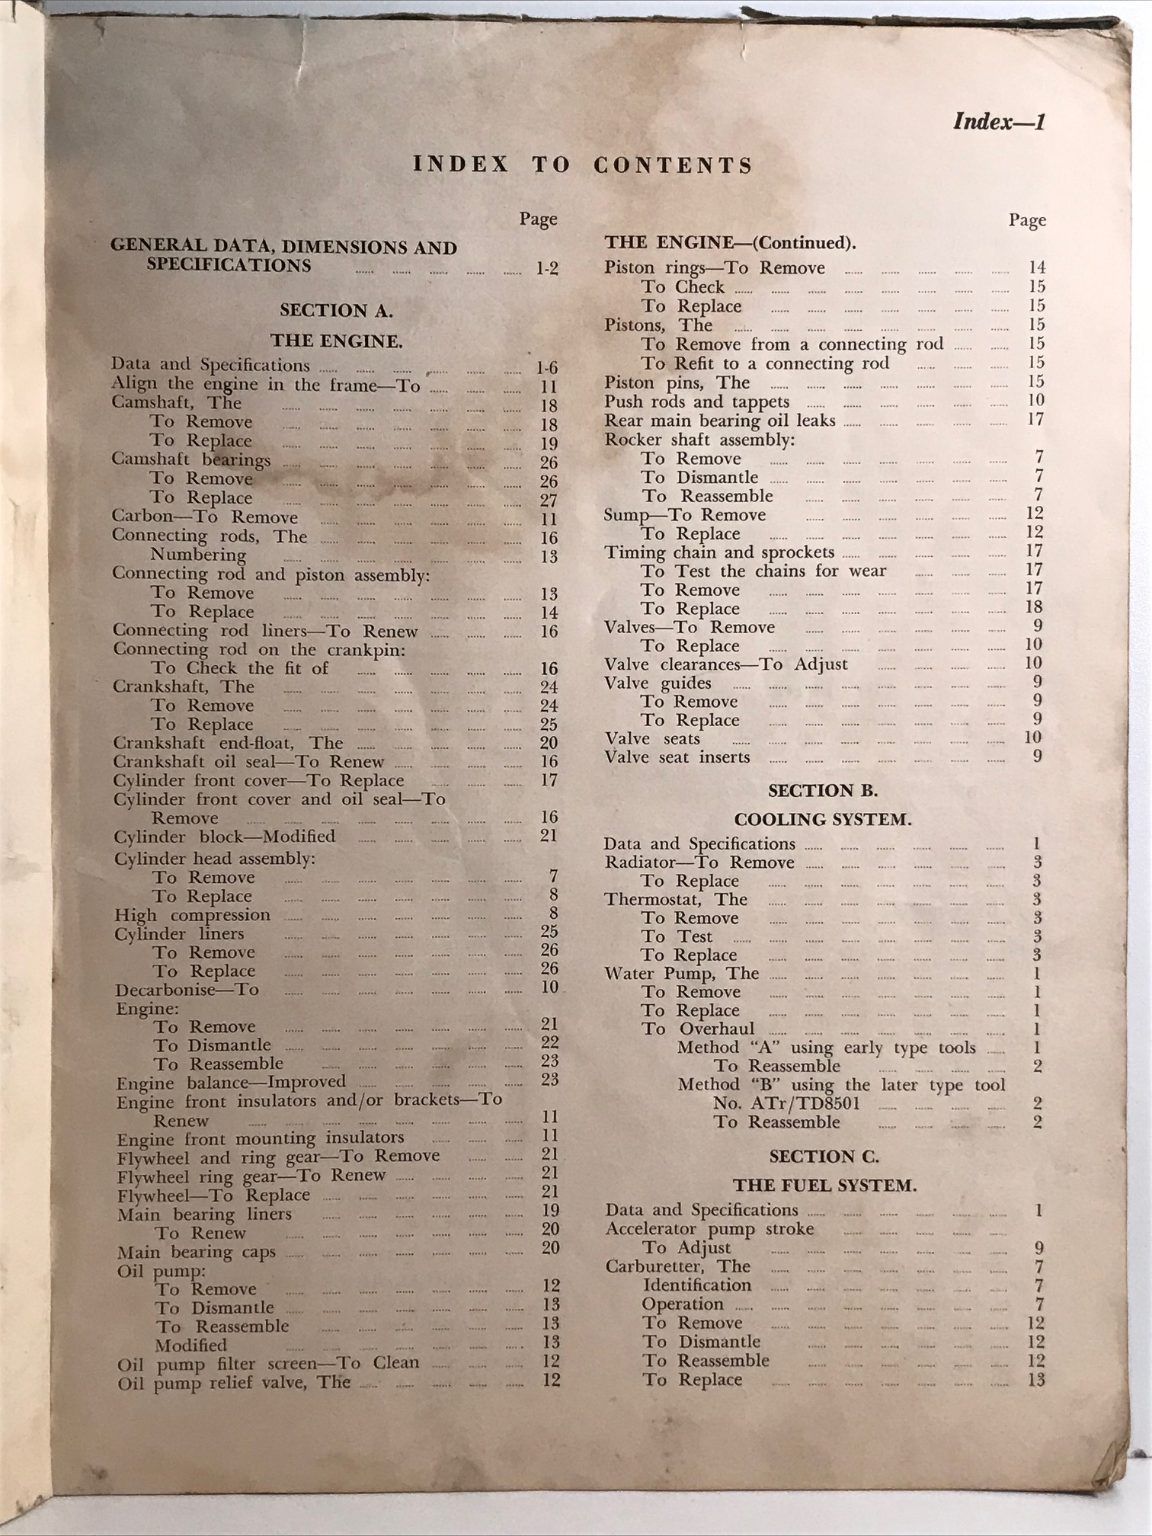 Index—1
INDEX TO CONTENTS
Page
GENERAL DATA, DIMENSIONS AND
SPECIFICATIONS 1-2
SECTION A.
THE ENGINE.
Data and Specifications 1-6
Align the engine in the frame—To 11
Camshaft, The 18
To Remove 18
To Replace 19
Camshaft bearings 26
To Remove 26
To Replace 27
Carbon—To Remove 11
Connecting rods, The 16
Numbering 13
Connecting rod and piston assembly:
To Remove 13
To Replace 14
Connecting rod liners—To Renew 16
Connecting rod on the crankpin:
To Check the fit of 16
Crankshaft, The 24
To Remove 24
To Replace 25
Crankshaft end-float, The 20
Crankshaft oil seal—To Renew 16
Cylinder front cover—To Replace 17
Cylinder front cover and oil seal—To
Remove 16
Cylinder block—Modified 21
Cylinder head assembly:
To Remove 7
To Replace 8
High compression 8
Cylinder liners 25
To Remove 26
To Replace 26
Decarbonise—To 10
Engine:
To Remove 21
To Dismantle 22
To Reassemble 23
Engine balance—Improved 23
Engine front insulators and/or brackets—To
Renew 11
Engine front mounting insulators 11
Flywheel and ring gear—To Remove 21
Flywheel ring gear—To Renew 21
Flywheel—To Replace 21
Main bearing liners 19
To Renew 20
Main bearing caps 20
Oil pump:
To Remove 12
To Dismantle 13
To Reassemble 13
Modified 13
Oil pump filter screen—To Clean 12
Oil pump relief valve, The 12
Page
THE ENGINE—(Continued).
Piston rings—To Remove 14
To Check 15
To Replace 15
Pistons, The 15
To Remove from a connecting rod 15
To Refit to a connecting rod 15
Piston pins, The 15
Push rods and tappets 10
Rear main bearing oil leaks 17
Rocker shaft assembly:
To Remove 7
To Dismantle 7
To Reassemble 7
Sump—To Remove 12
To Replace 12
Timing chain and sprockets 17
To Test the chains for wear 17
To Remove 17
To Replace 18
Valves—To Remove 9
To Replace 10
Valve clearances—To Adjust 10
Valve guides 9
To Remove 9
To Replace 9
Valve seats 10
Valve seat inserts 9
SECTION B.
COOLING SYSTEM.
Data and Specifications 1
Radiator—To Remove 3
To Replace 3
Thermostat, The 3
To Remove 3
To Test 3
To Replace 3
Water Pump, The 1
To Remove 1
To Replace 1
To Overhaul 1
Method “A” using early type tools 1
To Reassemble 2
Method “B” using the later type tool
No. ATr/TD8501 2
To Reassemble 2
SECTION C.
THE FUEL SYSTEM.
Data and Specifications 1
Accelerator pump stroke
To Adjust 9
Carburetter, The 7
Identification 7
Operation 7
To Remove 12
To Dismantle 12
To Reassemble 12
To Replace 13